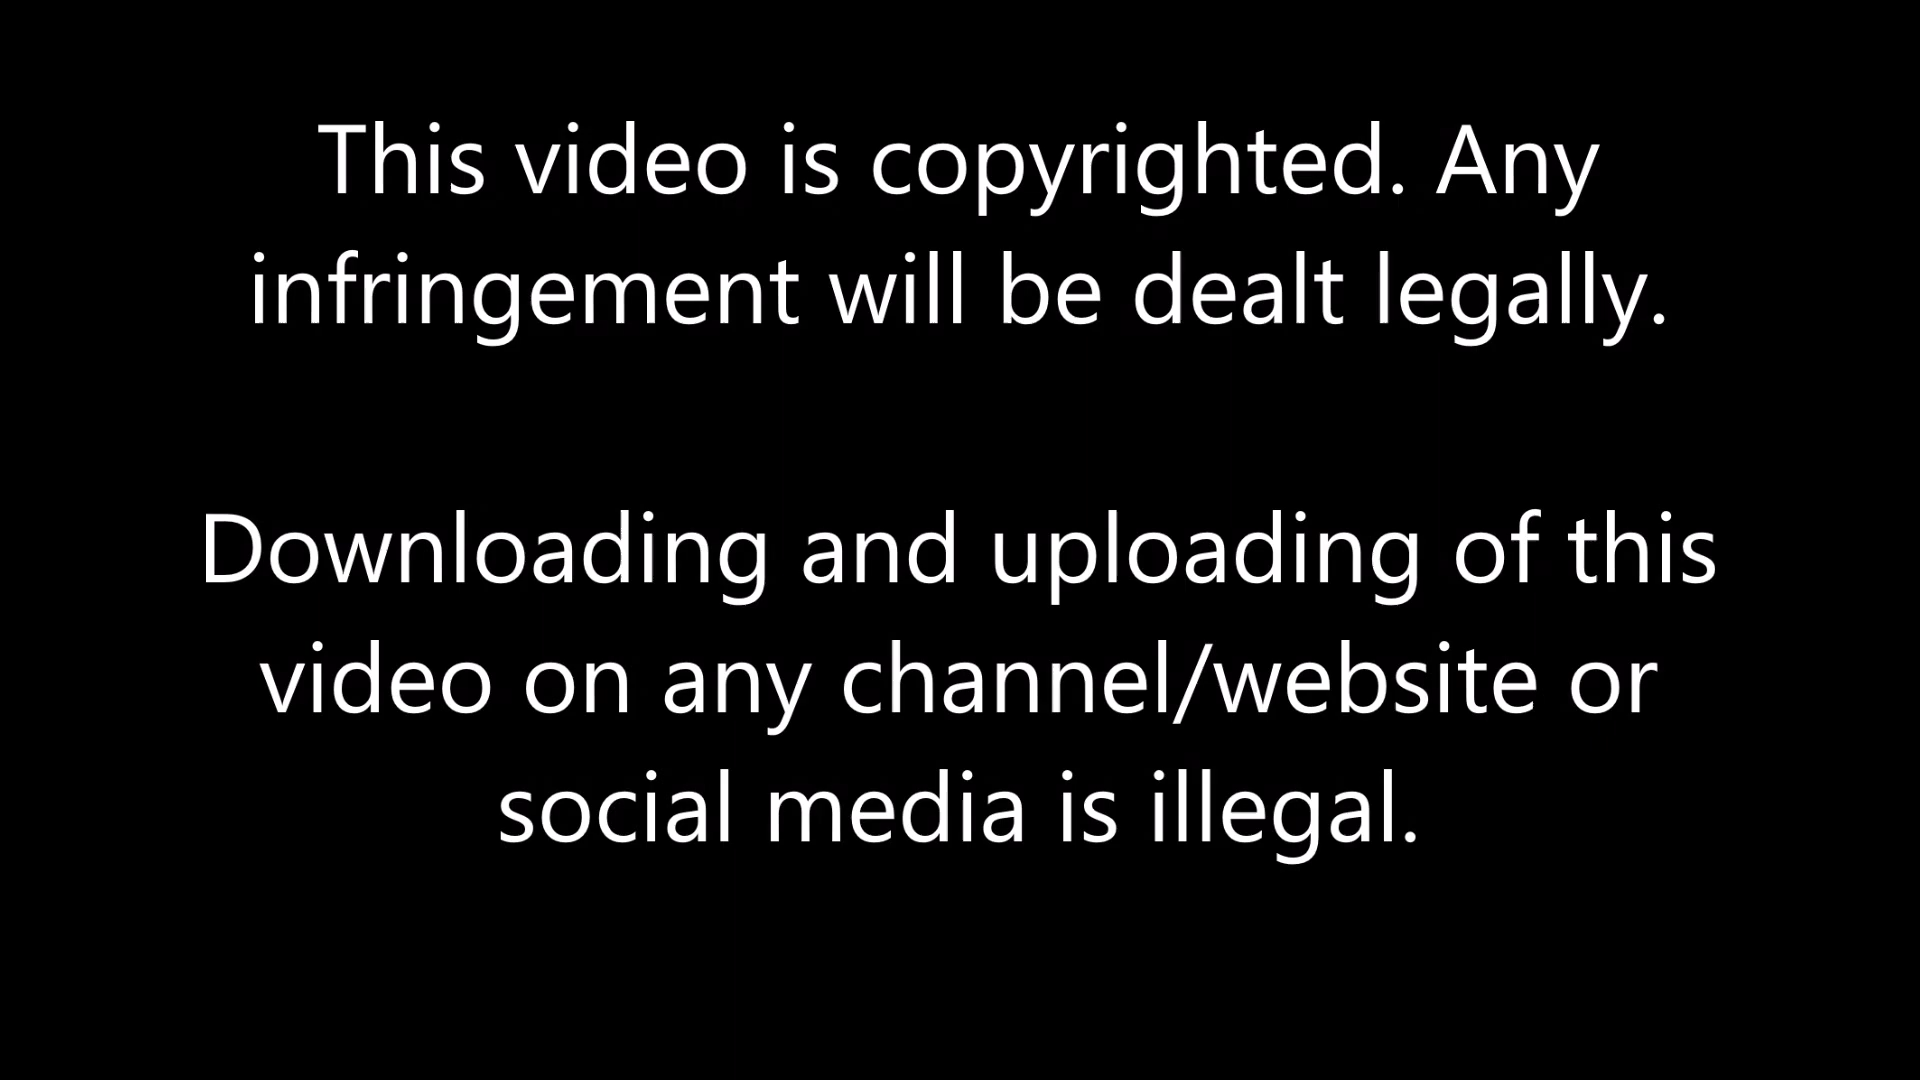 This video is copyrighted. Any
infringement will be dealt legally.
Downloading and uploading of this
video on any channel/website or
social media is illegal.